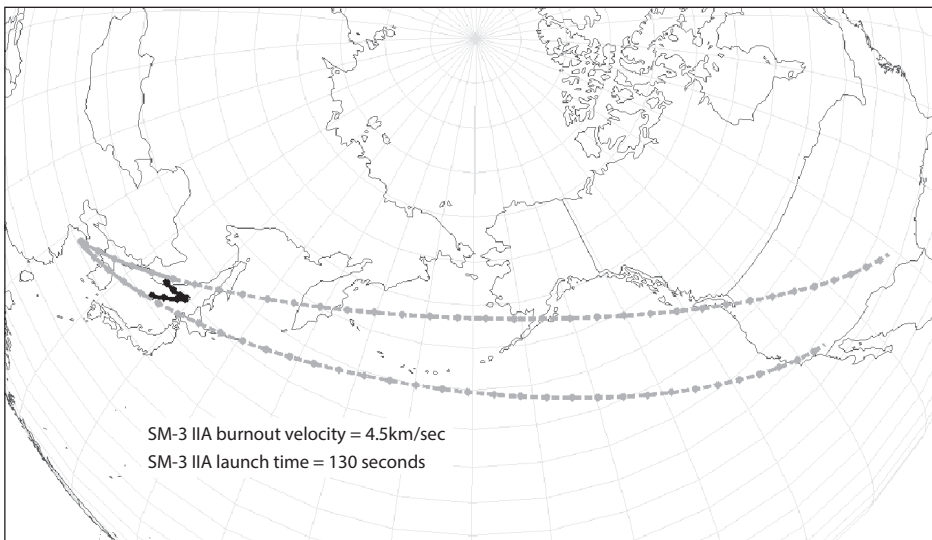 SM-3 IIA burnout velocity = 4.5km/sec
SM-3 IIA launch time = 130 seconds